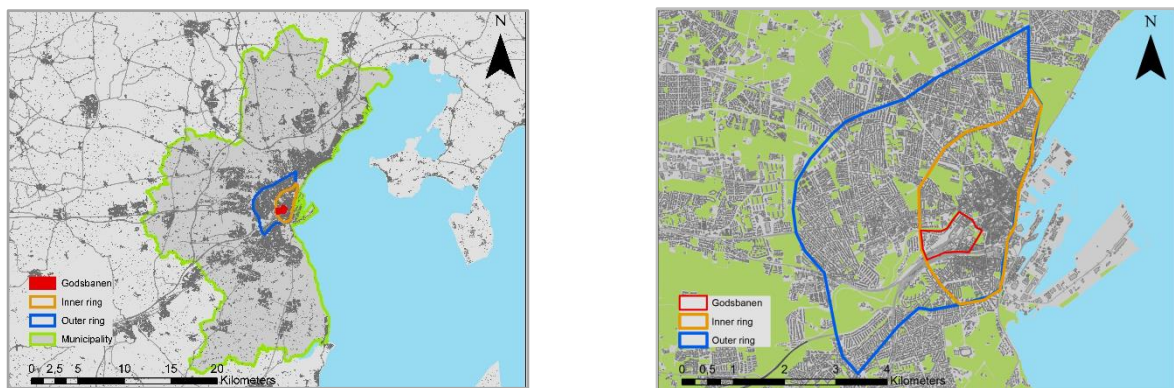 N
Godsbanen
Inner ring
Outer ring
Municipality
0 2,5 5 10 15 20
Kilometers
N
Godsbanen
Inner ring
Outer ring
0 0,5 1 2 3 4
Kilometers